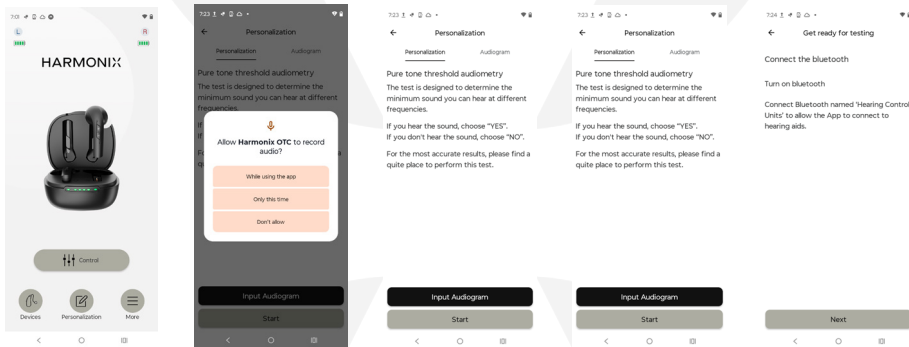 7:01
L
R
HARMONIX
Control
Devices
Personalization
More
7:23
Personalization
Personalization
Audiogram
Pure tone threshold audiometry
The test is designed to determine the
minimum sound you can hear at different
frequencies.
If
If
Fo
a
qu
Allow Harmonix OTC to record
audio?
While using the app
Only this time
Don't allow
Input Audiogram
Start
7:23
Personalization
Personalization
Audiogram
Pure tone threshold audiometry
The test is designed to determine the
minimum sound you can hear at different
frequencies.
If you hear the sound, choose "YES".
If you don't hear the sound, choose "NO".
For the most accurate results, please find a
quite place to perform this test.
Input Audiogram
Start
7:23
Personalization
Personalization
Audiogram
Pure tone threshold audiometry
The test is designed to determine the
minimum sound you can hear at different
frequencies.
If you hear the sound, choose "YES".
If you don't hear the sound, choose "NO".
For the most accurate results, please find a
quite place to perform this test.
Input Audiogram
Start
7:24
Get ready for testing
Connect the bluetooth
Turn on bluetooth
Connect Bluetooth named 'Hearing Control
Units' to allow the App to connect to
hearing aids.
Next